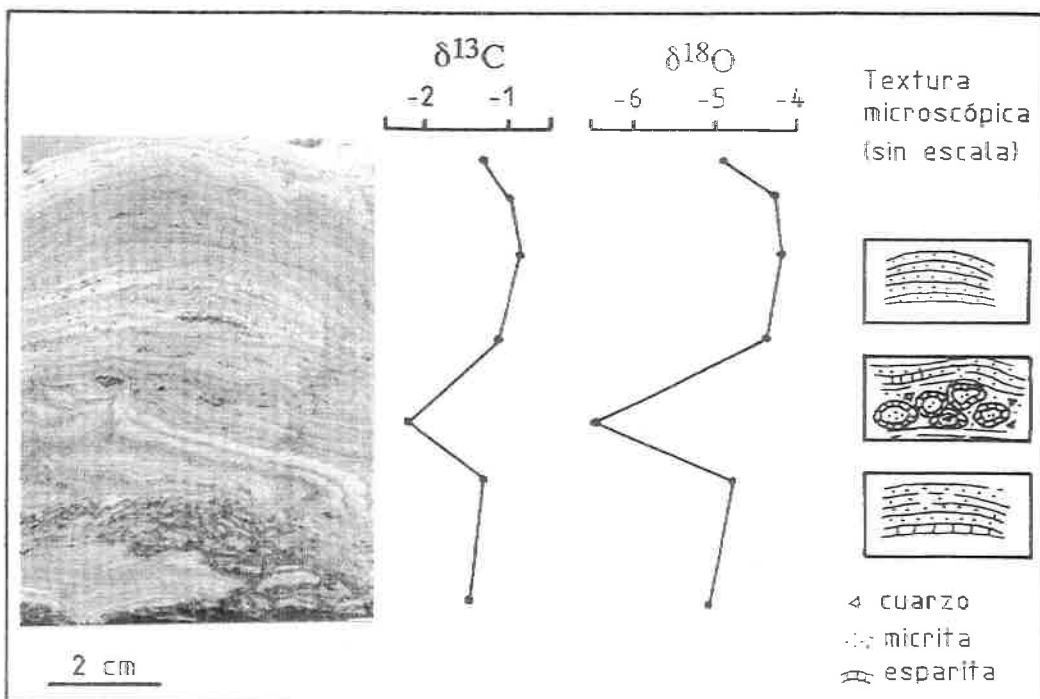 δ13C
-2 -1
δ18O
-6 -5 -4
Textura
microscópica
(sin escala)
cuarzo
micrita
esparita
2 cm